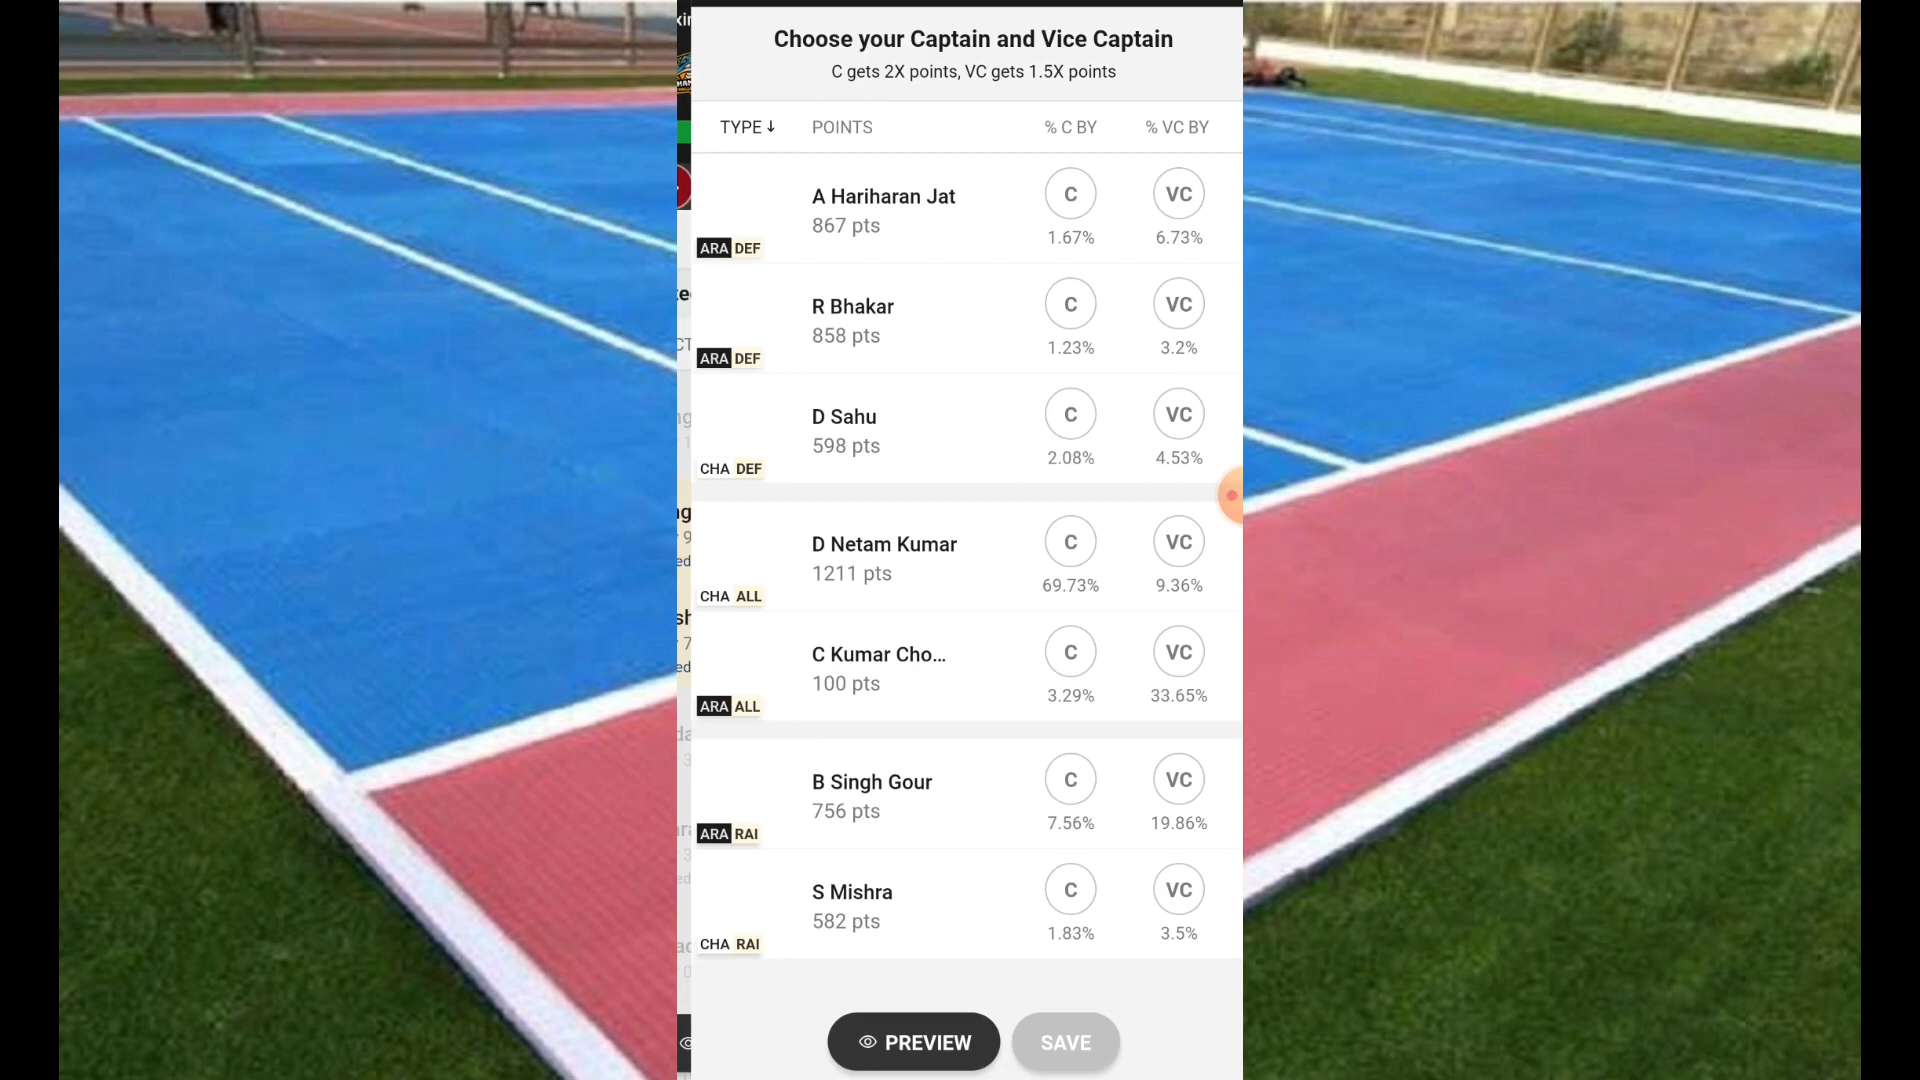 Choose your Captain and Vice Captain
C gets 2X points, VC gets 1.5X points
TYPE↓ POINTS % C BY % VC BY
A Hariharan Jat C VC
867 pts
1.67% 6.73%
ARA DEF
R Bhakar C VC
858 pts
1.23% 3.2%
ARA DEF
D Sahu C VC
598 pts
2.08% 4.53%
CHA DEF
D Netam Kumar C VC
1211 pts
69.73% 9.36%
CHA ALL
C Kumar Cho... C VC
100 pts
3.29% 33.65%
ARA ALL
B Singh Gour C VC
756 pts
7.56% 19.86%
ARA RAI
S Mishra C VC
582 pts
1.83% 3.5%
CHA RAI
PREVIEW SAVE